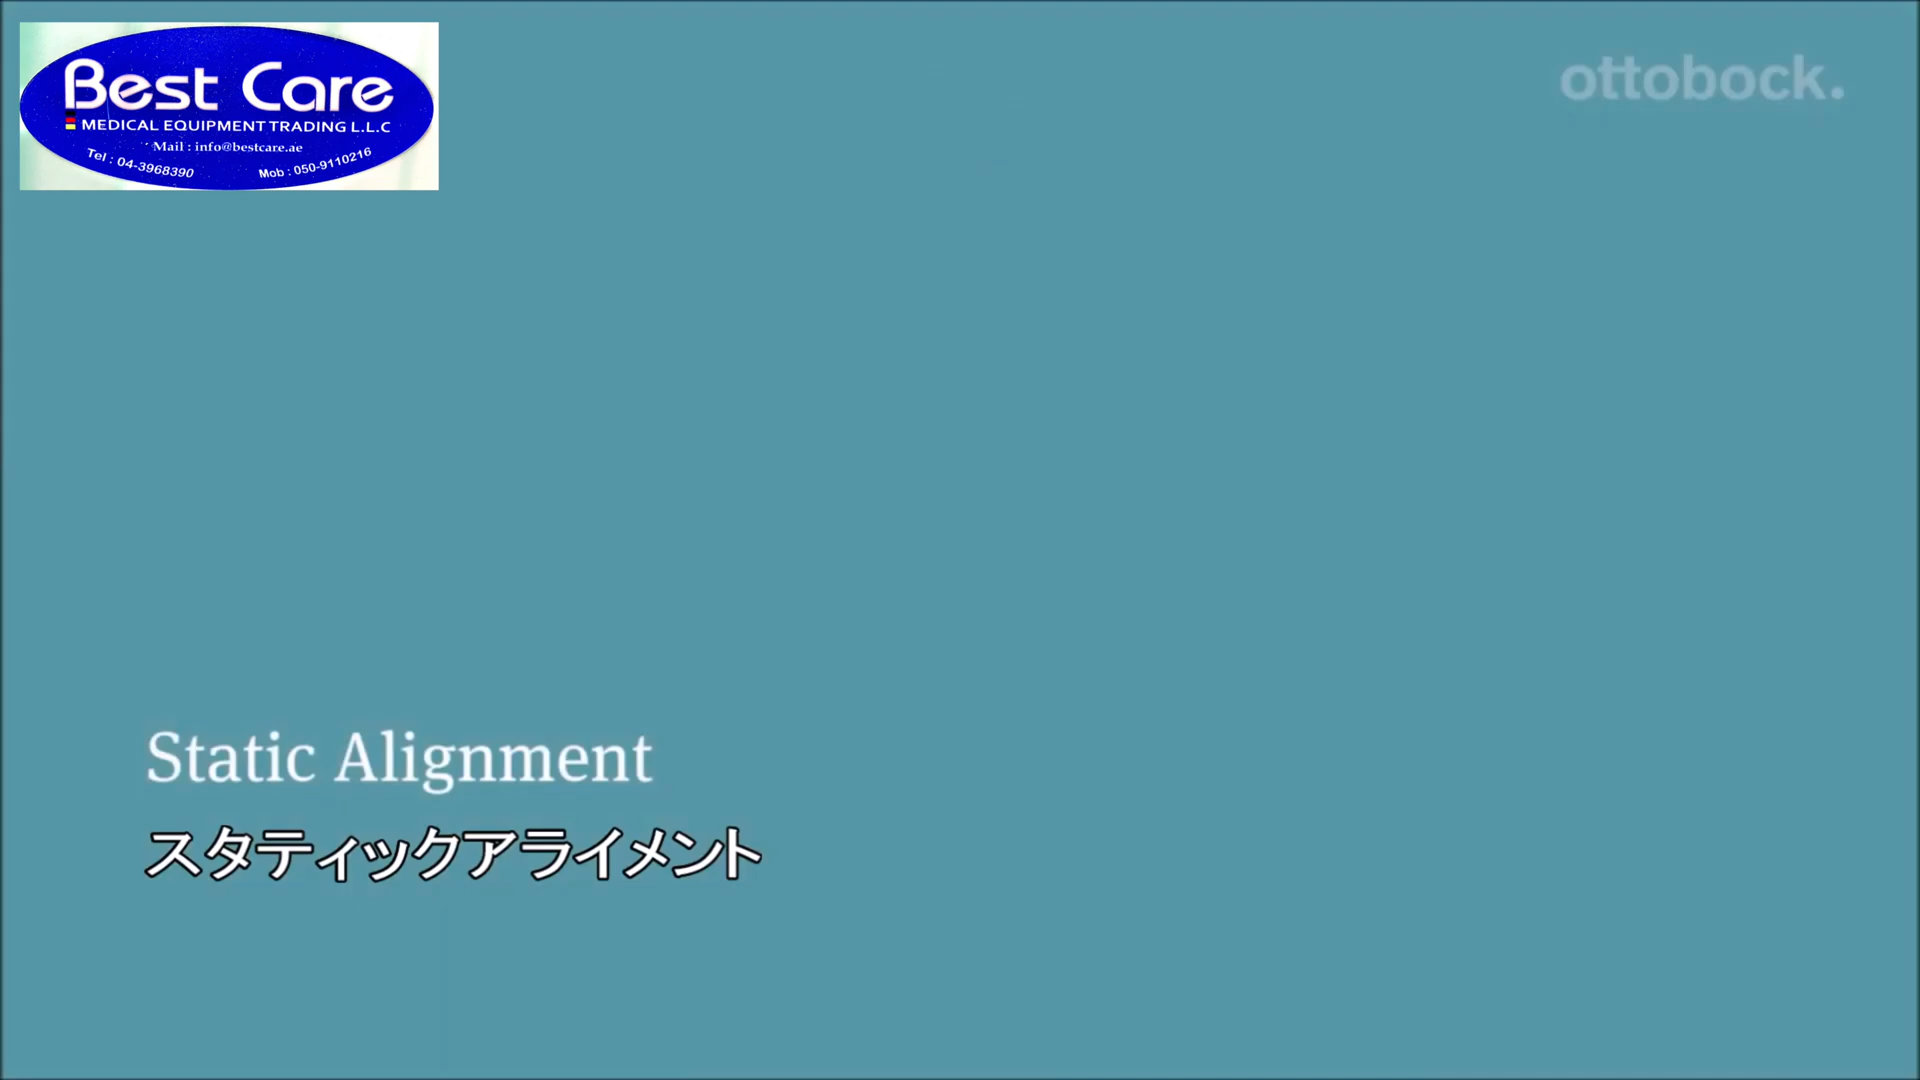 Best Care
MEDICAL EQUIPMENT TRADING L.L.C
Mail : info@bestcare.ae
Tel : 04-3968390
Mob : 050-9110216
ottobock.
Static Alignment
スタティックアライメント